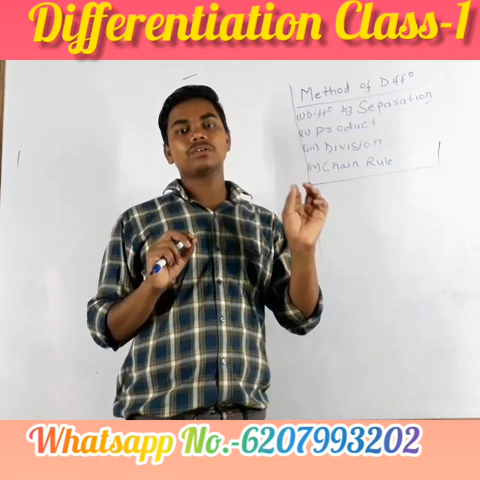 Differentiation Class-1
Method of Diffⁿ
(i) Diffⁿ by Separation
(ii) Product
(iii) Division
(iv) Chain Rule
Whatsapp No.-6207993202